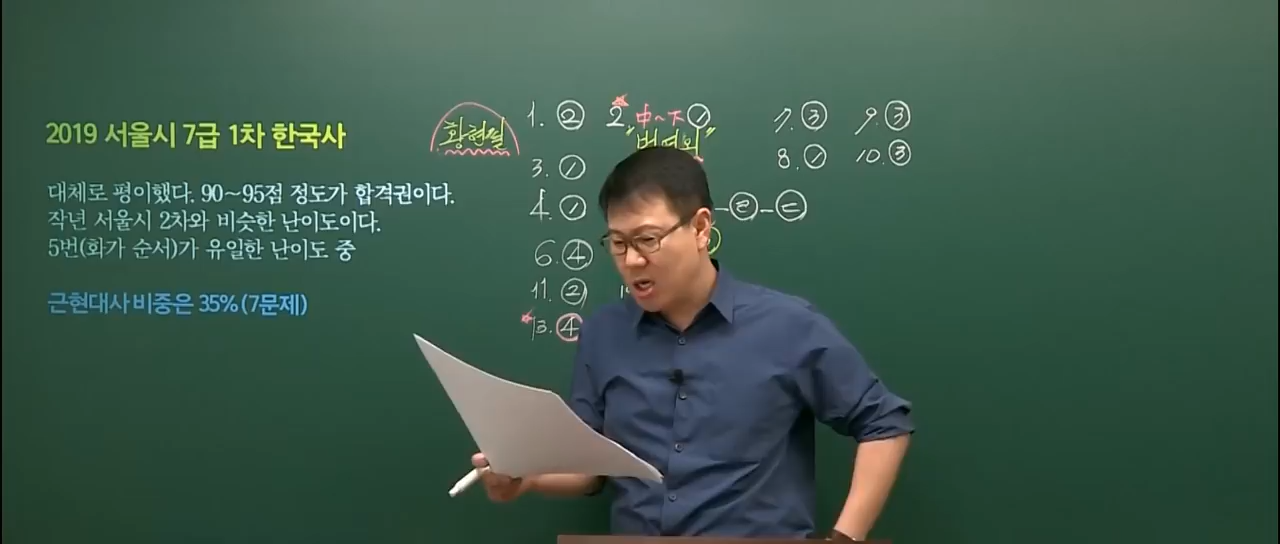 2019 서울시 7급 1차 한국사
대체로 평이했다. 90~95점 정도가 합격권이다.
작년 서울시 2차와 비슷한 난이도이다.
5번(화가 순서)가 유일한 난이도 중
근현대사 비중은 35% (7문제)
황현필
1. ② 2. 中~下 ① 7. ③ 9. ③
3. ① 8. ① 10. ③
4. ① -ㄹ-ㄷ
6. ④
11. ②
13. ④